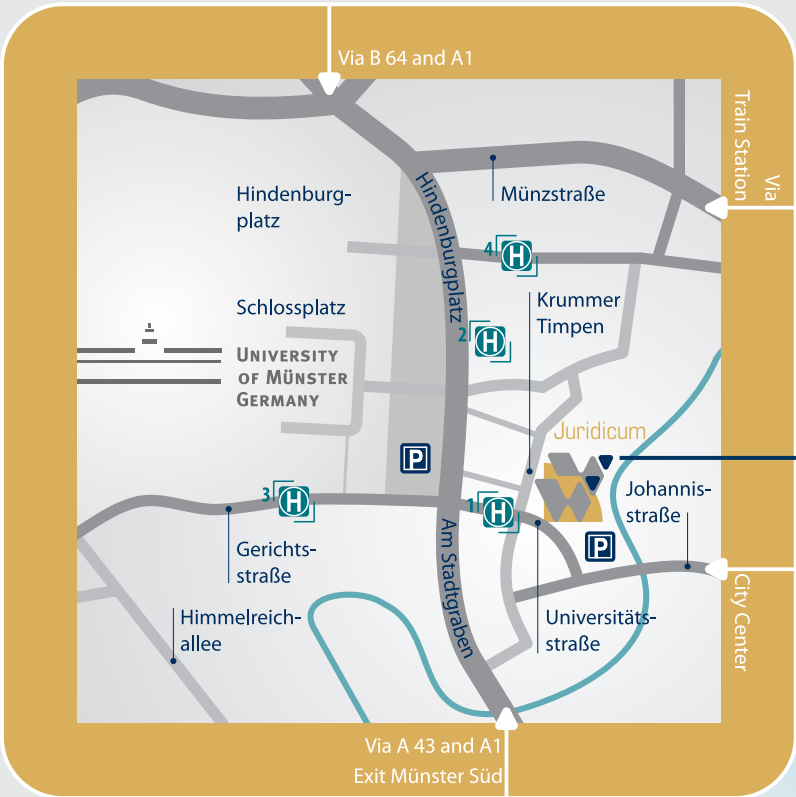 Via B 64 and A1
Via
Train Station
Hindenburg-
platz
Hindenburgplatz
Münzstraße
4 H
Schlossplatz
Krummer
Timpen
2 H
UNIVERSITY
OF MÜNSTER
GERMANY
Juridicum
P
3 H
1 H
Johannis-
straße
Gerichts-
straße
Am Stadtgraben
P
Himmelreich-
allee
Universitäts-
straße
City Center
Via A 43 and A1
Exit Münster Süd